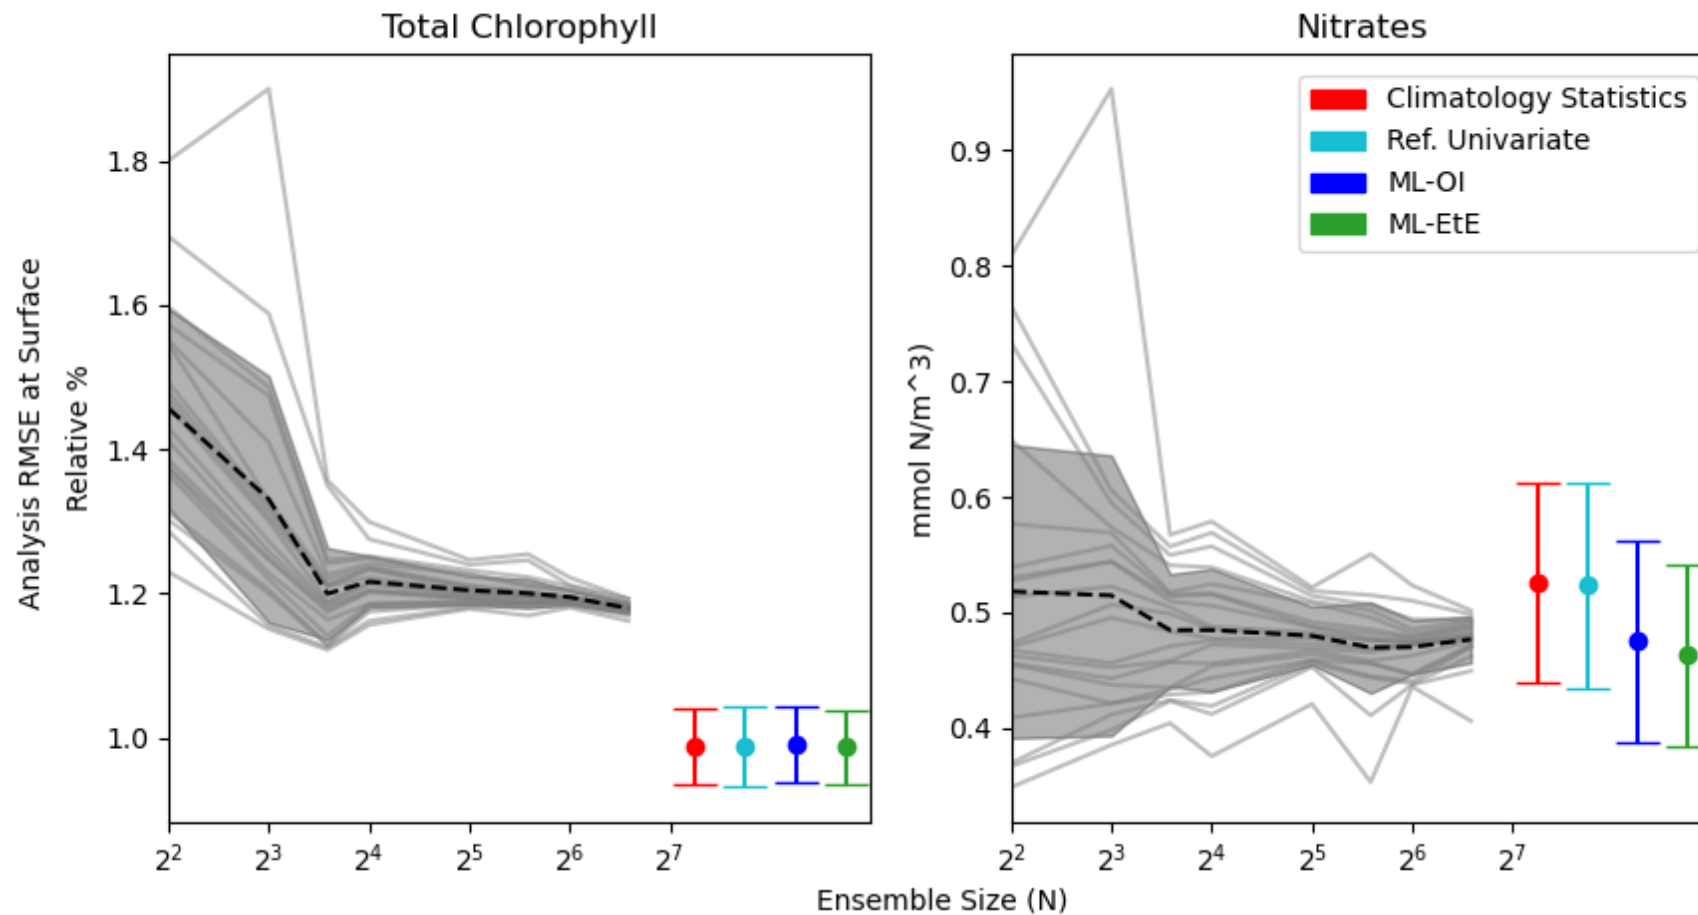 Total Chlorophyll
Analysis RMSE at Surface
Relative %
1.8
1.6
1.4
1.2
1.0
2²
2³
2⁴
2⁵
2⁶
2⁷
Nitrates
mmol N/m^3)
0.9
0.8
0.7
0.6
0.5
0.4
Climatology Statistics
Ref. Univariate
ML-OI
ML-EtE
2²
2³
2⁴
2⁵
2⁶
2⁷
Ensemble Size (N)